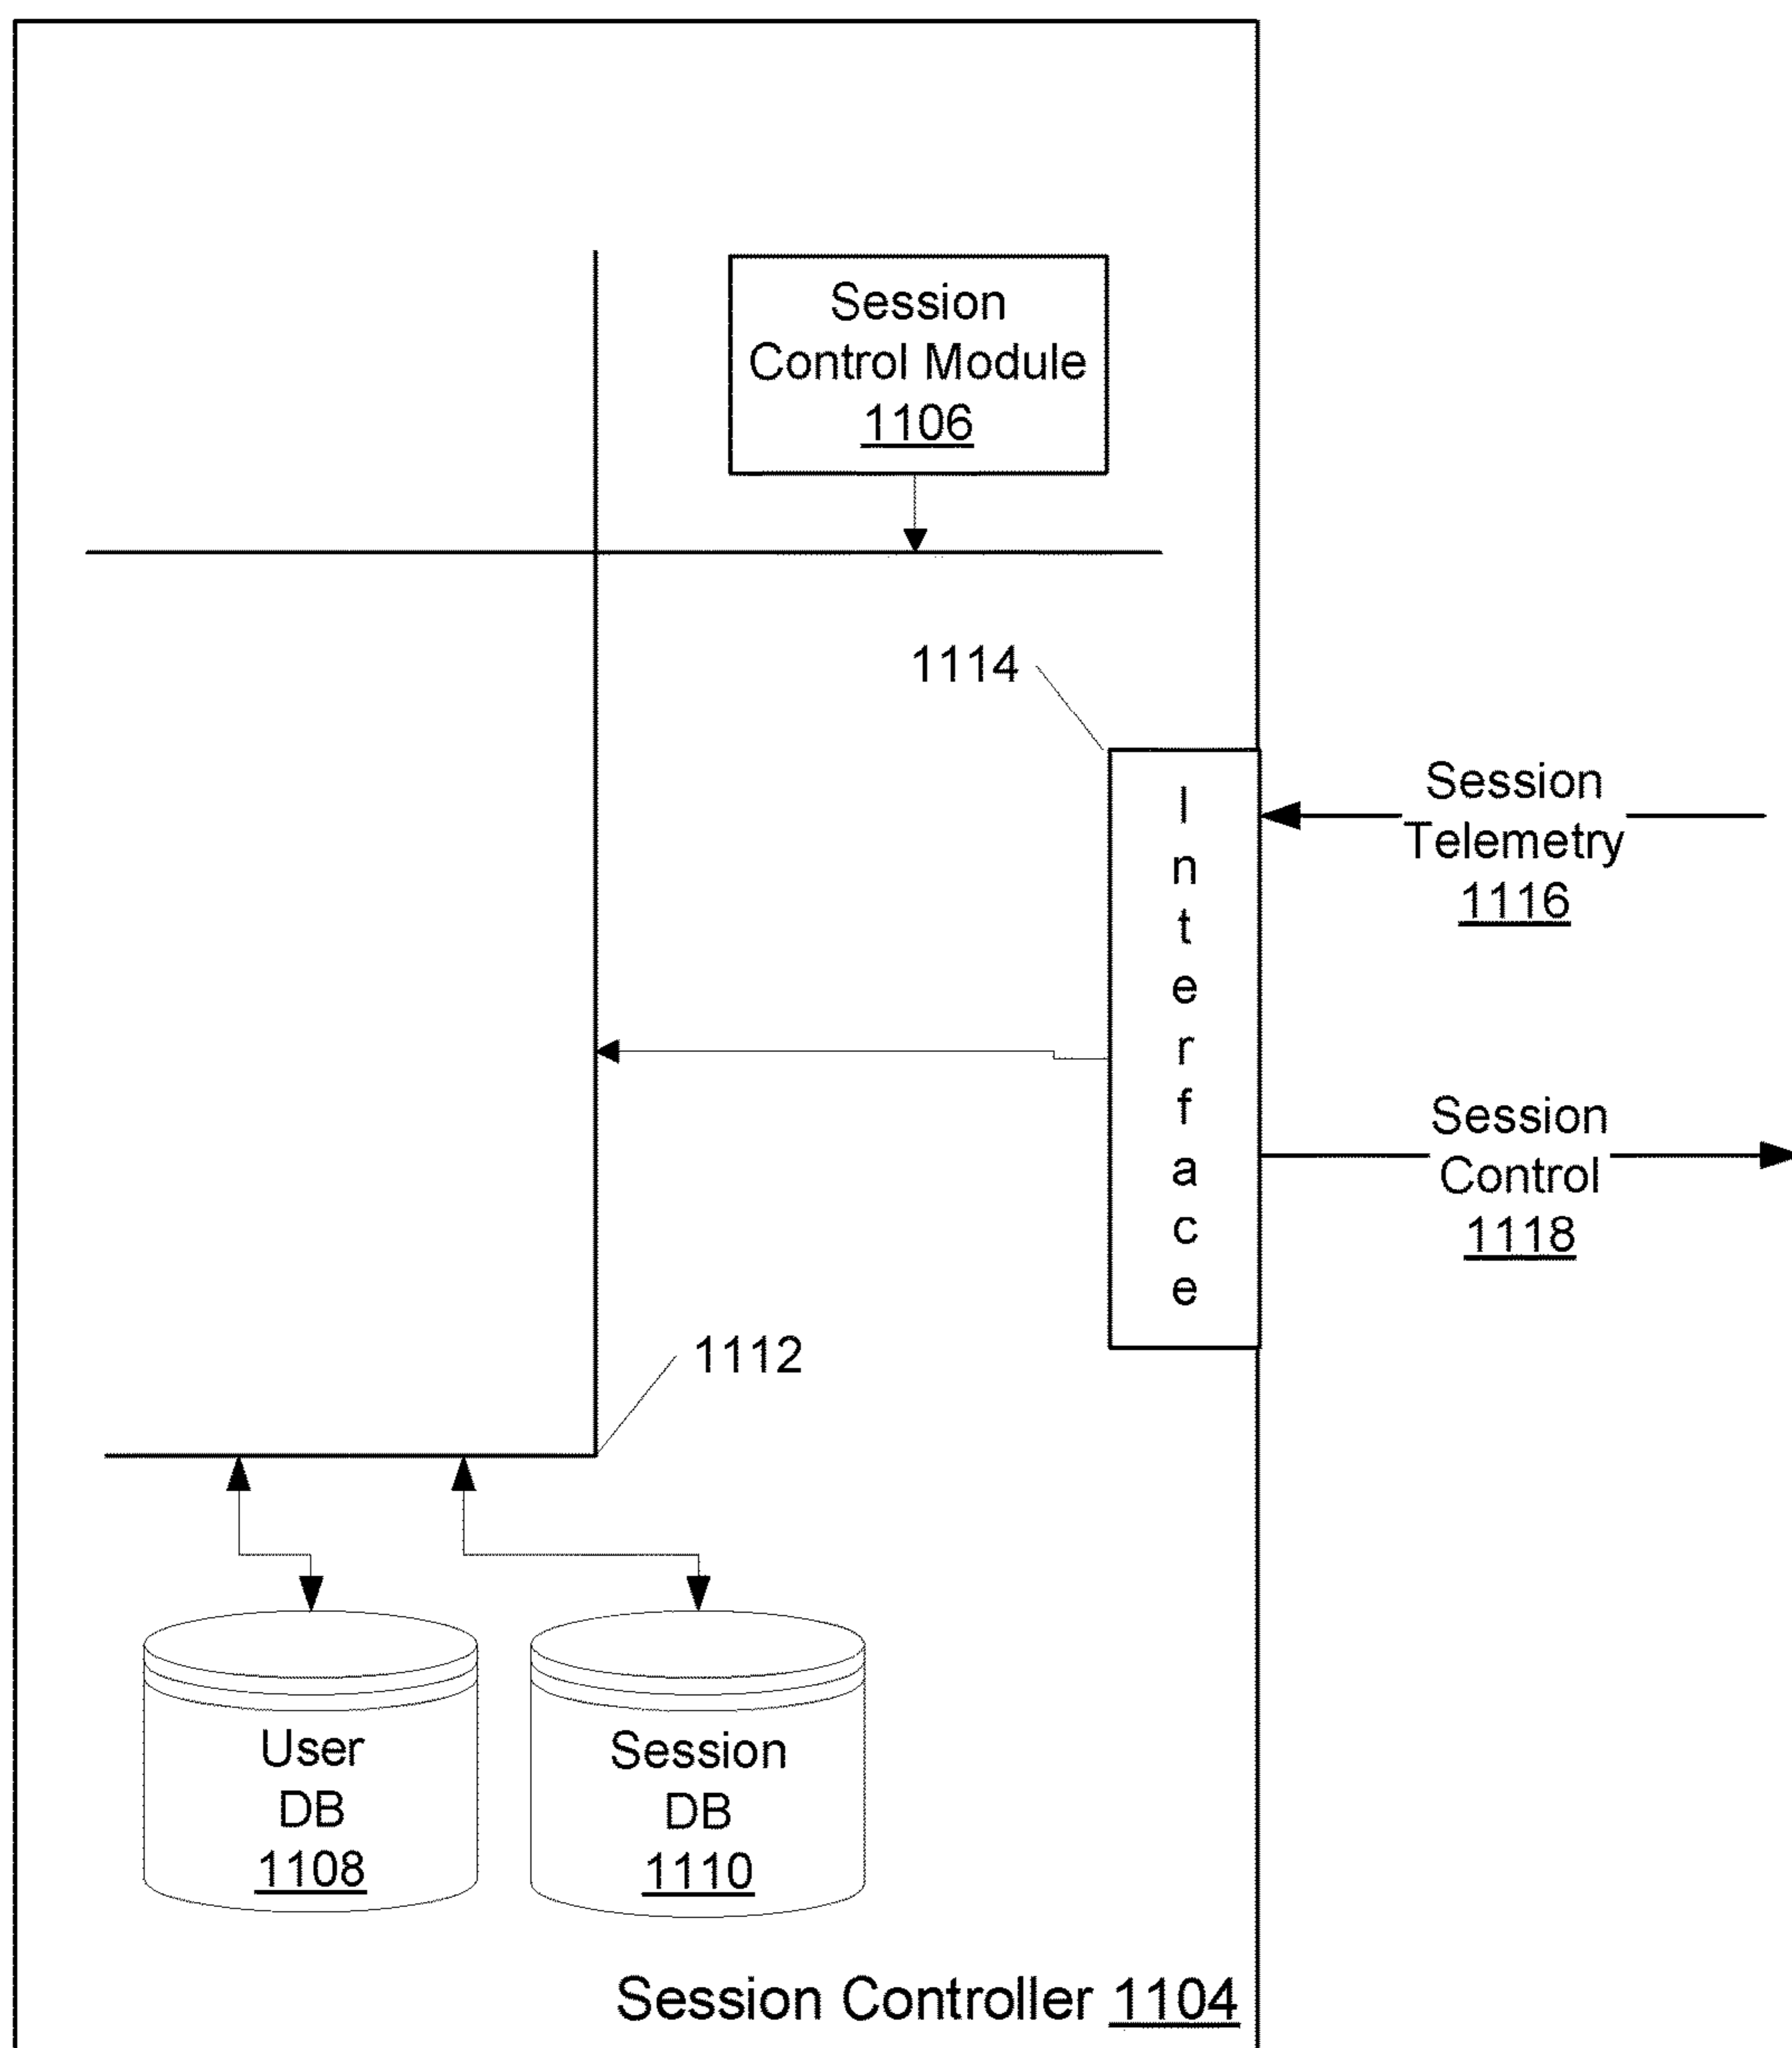 Session
Control Module
1106
1114
Interface
Session
Telemetry
1116
Session
Control
1118
1112
User
DB
1108
Session
DB
1110
Session Controller 1104